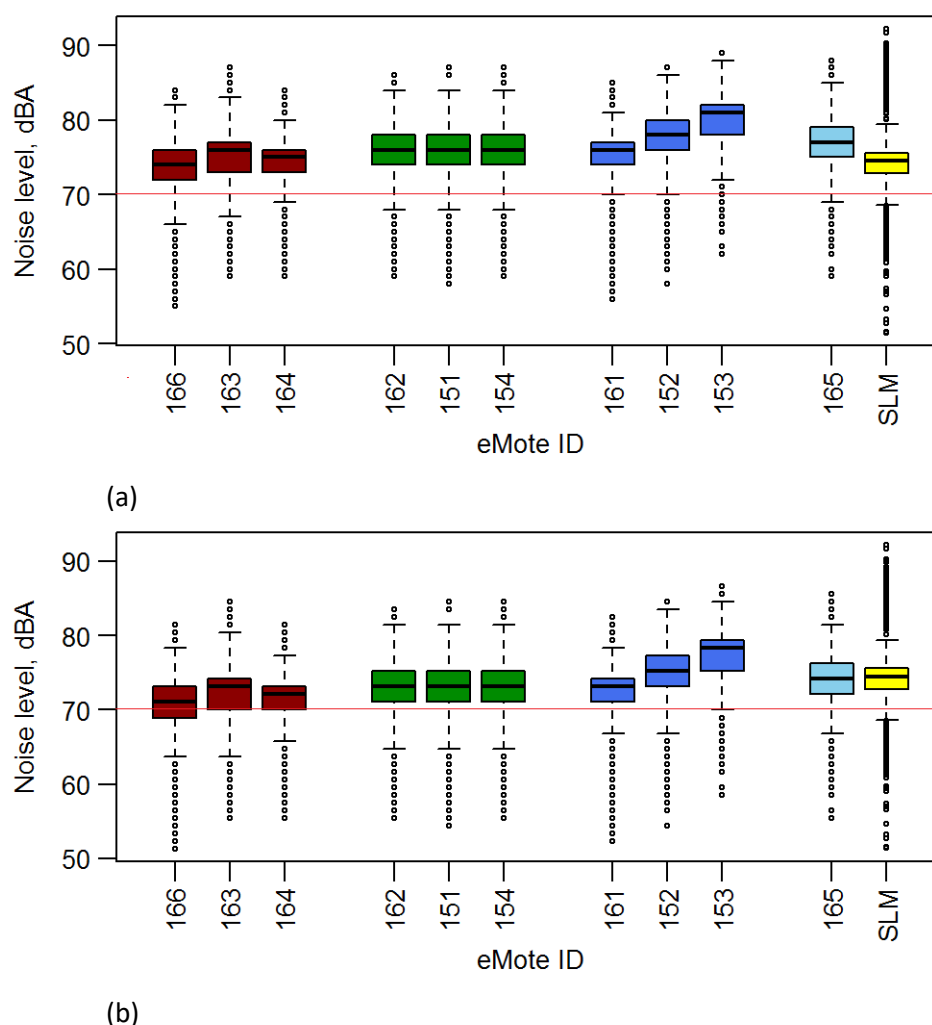 Noise level, dBA
90
80
70
60
50
166 163 164 162 151 154 161 152 153 165 SLM
eMote ID
(a)
Noise level, dBA
90
80
70
60
50
166 163 164 162 151 154 161 152 153 165 SLM
eMote ID
(b)